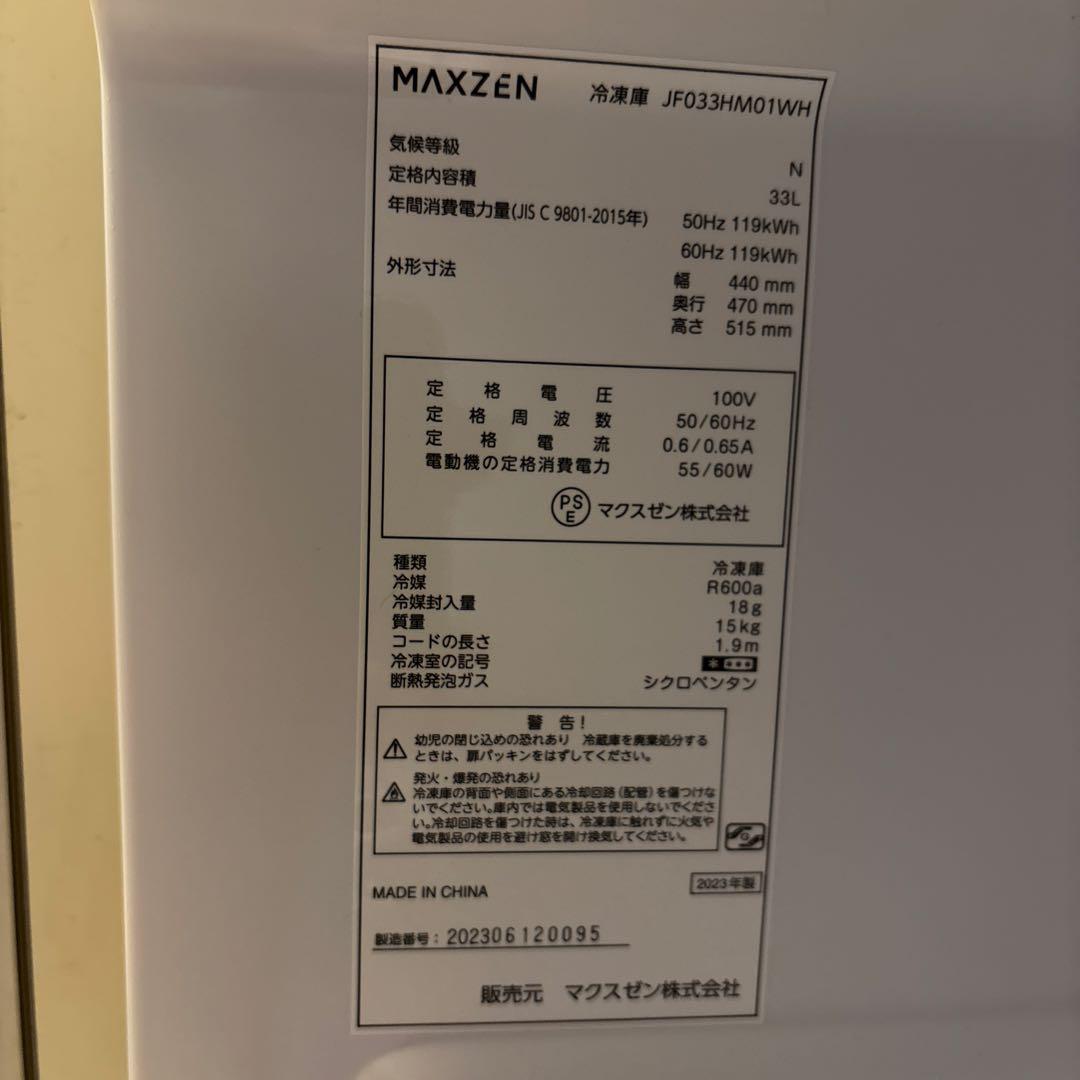 MAXZEN 冷凍庫 JF033HM01WH
気候等級 N
定格内容積 33L
年間消費電力量(JIS C 9801-2015年) 50Hz 119kWh
60Hz 119kWh
外形寸法 幅 440 mm
奥行 470 mm
高さ 515 mm
定格電圧 100V
定格周波数 50/60Hz
定格電流 0.6/0.65A
電動機の定格消費電力 55/60W
PSE マクスゼン株式会社
種類 冷凍庫
冷媒 R600a
冷媒封入量 18g
質量 15kg
コードの長さ 1.9m
冷凍室の記号 * ***
断熱発泡ガス シクロペンタン
警告!
幼児の閉じ込めの恐れあり 冷蔵庫を廃棄処分する
ときは、扉パッキンをはずしてください。
発火・爆発の恐れあり
冷凍庫の背面や側面にある冷却回路(配管)を傷つけな
いでください。庫内では電気製品を使用しないでくださ
い。冷却回路を傷つけた時は、冷凍庫に触れずに火気や
電気製品の使用を避け窓を開け換気してください。
G
MADE IN CHINA 2023年製
製造番号: 202306120095
販売元 マクスゼン株式会社